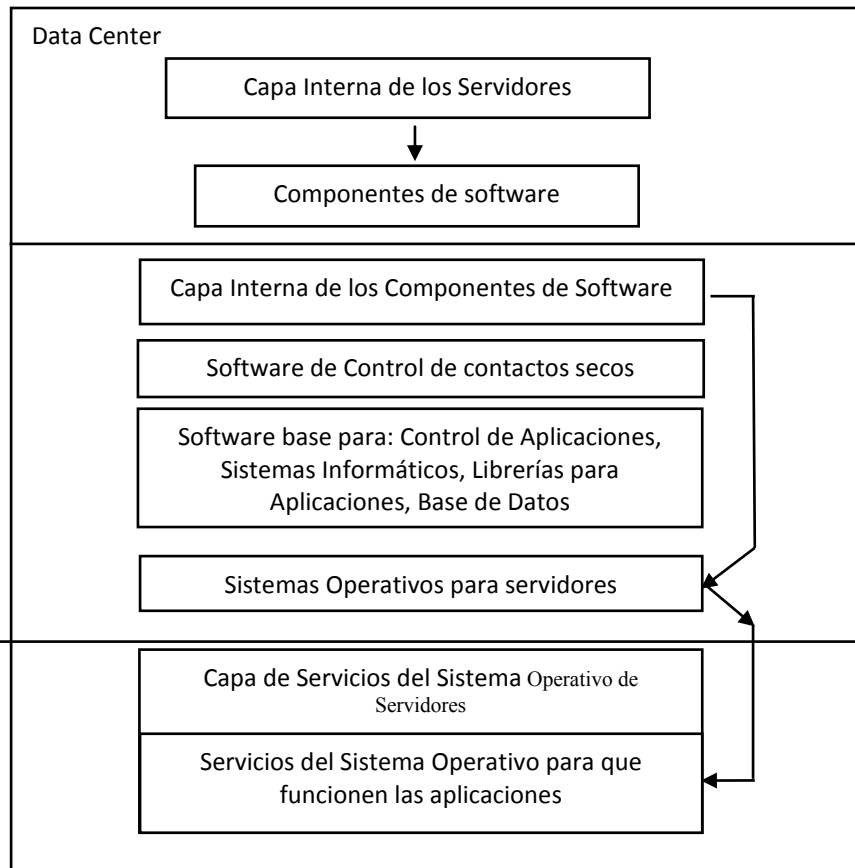 Data Center
Capa Interna de los Servidores
Componentes de software
Capa Interna de los Componentes de Software
Software de Control de contactos secos
Software base para: Control de Aplicaciones,
Sistemas Informáticos, Librerías para
Aplicaciones, Base de Datos
Sistemas Operativos para servidores
Capa de Servicios del Sistema Operativo de
Servidores
Servicios del Sistema Operativo para que
funcionen las aplicaciones